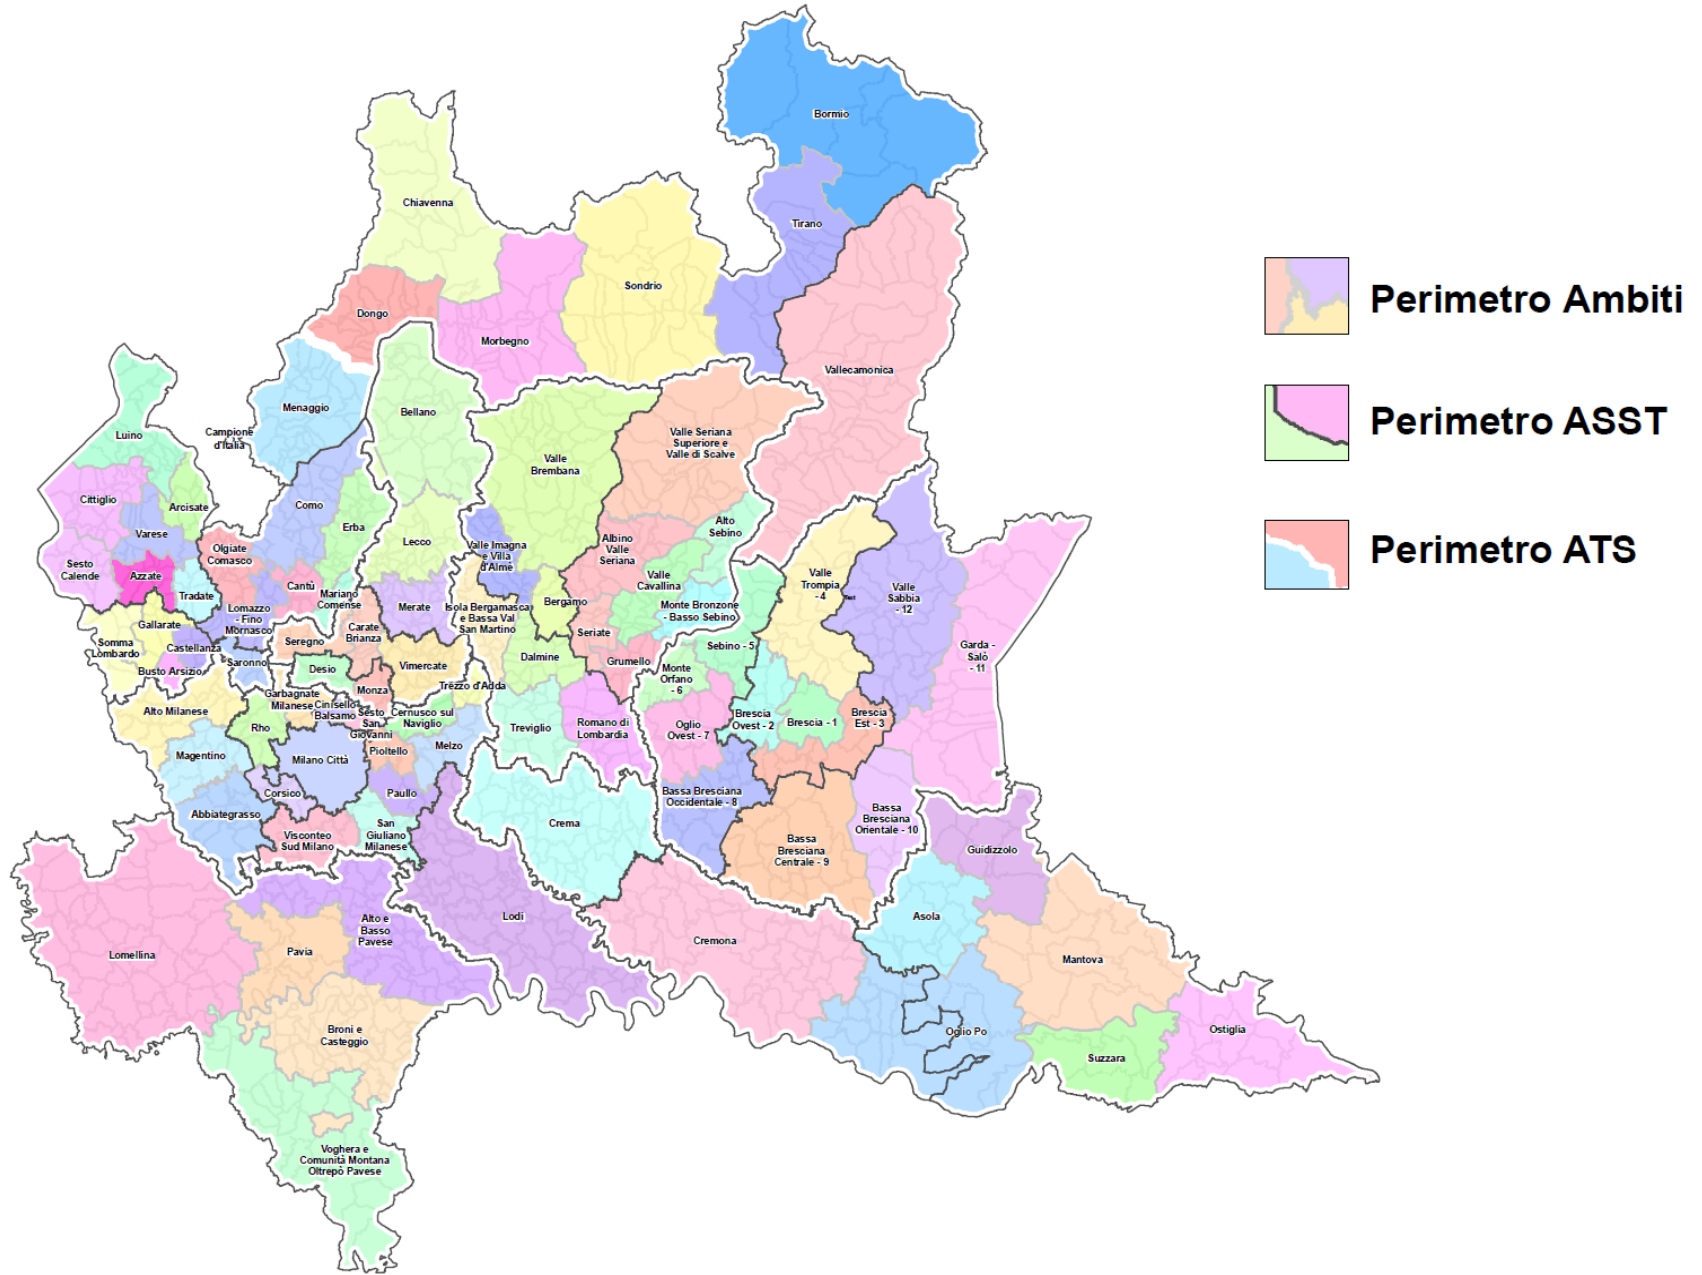 Bormio
Chiavenna
Tirano
Sondrio
Dongo
Morbegno
Vallecamonica
Menaggio
Bellano
Campione
d'Italia
Luino
Valle Seriana
Superiore e
Valle di Scalve
Valle
Brembana
Cittiglio
Arcisate
Como
Erba
Varese
Lecco
Alto
Sebino
Albino
Valle
Seriana
Valle Imagna
e Villa
d'Almè
Olgiate
Comasco
Sesto
Calende
Azzate
Tradate
Cantù
Mariano
Comense
Valle
Cavallina
Valle
Trompia
- 4
Valle
Sabbia
- 12
Lomazzo
- Fino
Mornasco
Merate
Isola Bergamasca
e Bassa Val
San Martino
Bergamo
Monte Bronzone
- Basso Sebino
Gallarate
Somma
Lombardo
Castellanza
Busto Arsizio
Saronno
Seregno
Carate
Brianza
Seriate
Desio
Vimercate
Dalmine
Grumello
Sebino - 5
Garda -
Salò
- 11
Monza
Trezzo d'Adda
Monte
Orfano
- 6
Alto Milanese
Garbagnate
Milanese
Cinisello
Balsamo
Sesto
San
Giovanni
Cernusco sul
Naviglio
Rho
Treviglio
Romano di
Lombardia
Oglio
Ovest - 7
Brescia
Ovest - 2
Brescia - 1
Brescia
Est - 3
Magentino
Milano Città
Pioltello
Melzo
Corsico
Paullo
Abbiategrasso
Visconteo
Sud Milano
San
Giuliano
Milanese
Crema
Bassa Bresciana
Occidentale - 8
Bassa
Bresciana
Orientale - 10
Bassa
Bresciana
Centrale - 9
Guidizzolo
Lomellina
Pavia
Alto e
Basso
Pavese
Lodi
Cremona
Asola
Mantova
Broni e
Casteggio
Oglio Po
Suzzara
Ostiglia
Voghera e
Comunità Montana
Oltrepò Pavese
Perimetro Ambiti
Perimetro ASST
Perimetro ATS